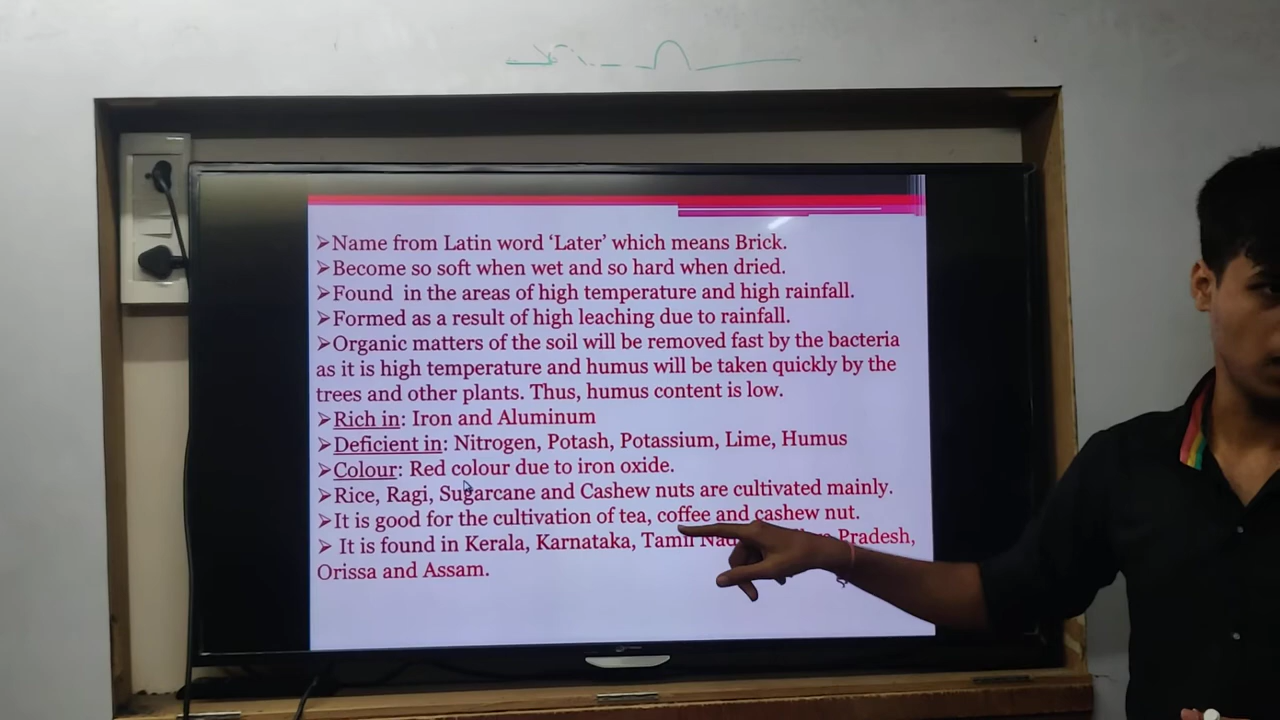 ➢Name from Latin word ‘Later’ which means Brick.
➢Become so soft when wet and so hard when dried.
➢Found in the areas of high temperature and high rainfall.
➢Formed as a result of high leaching due to rainfall.
➢Organic matters of the soil will be removed fast by the bacteria
as it is high temperature and humus will be taken quickly by the
trees and other plants. Thus, humus content is low.
➢Rich in: Iron and Aluminum
➢Deficient in: Nitrogen, Potash, Potassium, Lime, Humus
➢Colour: Red colour due to iron oxide.
➢Rice, Ragi, Sugarcane and Cashew nuts are cultivated mainly.
➢It is good for the cultivation of tea, coffee and cashew nut.
➢ It is found in Kerala, Karnataka, Tamil Pradesh,
Orissa and Assam.